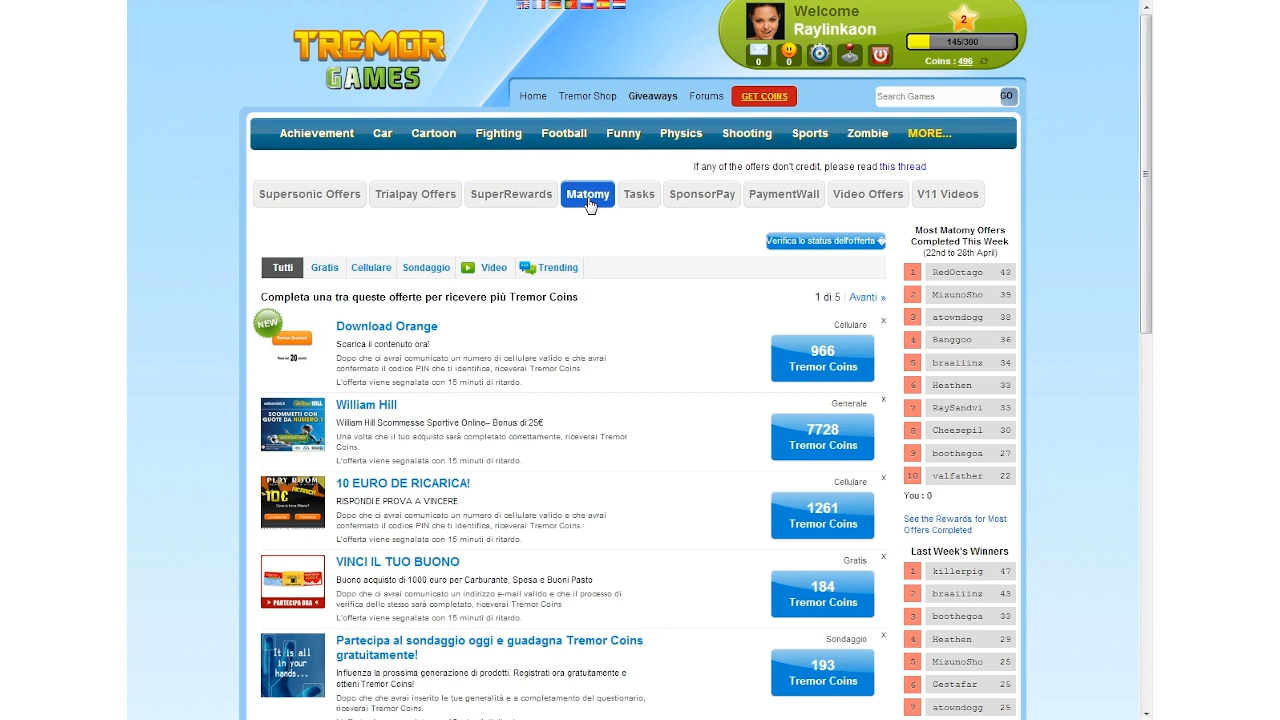 TREMOR
GAMES
Welcome
Raylinkaon
2
145/300
0
0
Coins : 496
Home Tremor Shop Giveaways Forums GET COINS
Search Games GO
Achievement Car Cartoon Fighting Football Funny Physics Shooting Sports Zombie MORE...
If any of the offers don't credit, please read this thread
Supersonic Offers Trialpay Offers SuperRewards Matomy Tasks SponsorPay PaymentWall Video Offers V11 Videos
Verifica lo status dell'offerta �
Tutti Gratis Cellulare Sondaggio Video Trending
Completa una tra queste offerte per ricevere più Tremor Coins
1 di 5 | Avanti »
NEW
Download Orange
Scarica il contenuto ora!
Dopo che ci avrai comunicato un numero di cellulare valido e che avrai
confermato il codice PIN che ti identifica, riceverai Tremor Coins.
L'offerta viene segnalata con 15 minuti di ritardo.
Cellulare x
966
Tremor Coins
William Hill
William Hill Scommesse Sportive Online– Bonus di 25€
Una volta che il tuo acquisto sarà completato correttamente, riceverai Tremor
Coins.
L'offerta viene segnalata con 15 minuti di ritardo.
Generale x
7728
Tremor Coins
SCOMMETTI CON
QUOTE DA NUMERO 1
10 EURO DE RICARICA!
RISPONDI E PROVA A VINCERE
Dopo che ci avrai comunicato un numero di cellulare valido e che avrai
confermato il codice PIN che ti identifica, riceverai Tremor Coins.
L'offerta viene segnalata con 15 minuti di ritardo.
Cellulare x
1261
Tremor Coins
PLAY ROOM
10€
RICARICA
VINCI IL TUO BUONO
Buono acquisto di 1000 euro per Carburante, Spesa e Buoni Pasto
Dopo che ci avrai comunicato un indirizzo e-mail valido e che il processo di
verifica dello stesso sarà completato, riceverai Tremor Coins
L'offerta viene segnalata con 15 minuti di ritardo.
Gratis x
184
Tremor Coins
> PARTECIPA ORA <
Partecipa al sondaggio oggi e guadagna Tremor Coins
gratuitamente!
Influenza la prossima generazione di prodotti. Registrati ora gratuitamente e
ottieni Tremor Coins!
Dopo che che avrai inserito le tue generalità e a completamento del questionario,
riceverai Tremor Coins.
Sondaggio x
193
Tremor Coins
It is all
in your
hands...
Most Matomy Offers
Completed This Week
(22nd to 28th April)
1 RedOctago 43
2 MizunoSho 39
3 atowndogg 38
4 Banggoo 36
5 braaiiinz 34
6 Heathen 33
7 RaySandvi 33
8 Cheesepil 30
9 boothegoa 27
10 valfather 22
You : 0
See the Rewards for Most
Offers Completed
Last Week's Winners
1 killerpig 47
2 braaiiinz 43
3 boothegoa 33
4 Heathen 29
5 MizunoSho 25
6 Gestafar 25
7 atowndogg 25